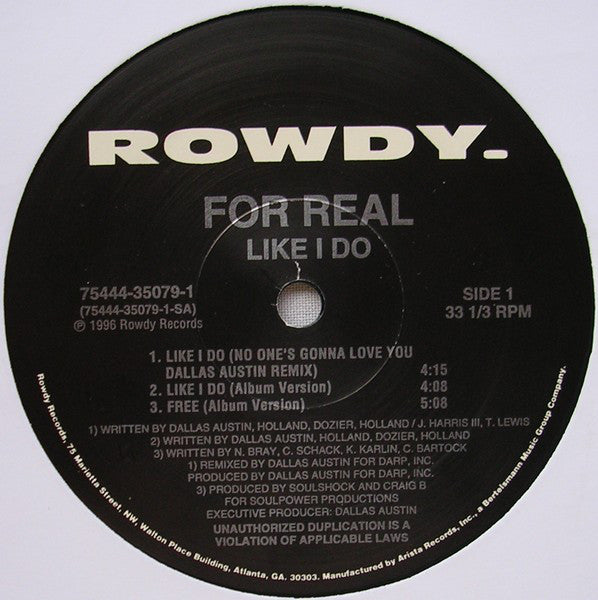 ROWDY.
FOR REAL
LIKE I DO
75444-35079-1
(75444-35079-1-SA)
℗ 1996 Rowdy Records
SIDE 1
33 1/3 RPM
1. LIKE I DO (NO ONE'S GONNA LOVE YOU
DALLAS AUSTIN REMIX) 4:15
2. LIKE I DO (Album Version) 4:08
3. FREE (Album Version) 5:08
1) WRITTEN BY DALLAS AUSTIN, HOLLAND, DOZIER, HOLLAND / J. HARRIS III, T. LEWIS
2) WRITTEN BY DALLAS AUSTIN, HOLLAND, DOZIER, HOLLAND
3) WRITTEN BY N. BRAY, C. SCHACK, K. KARLIN, C. BARTOCK
1) REMIXED BY DALLAS AUSTIN FOR DARP, INC.
PRODUCED BY DALLAS AUSTIN FOR DARP, INC.
3) PRODUCED BY SOULSHOCK AND CRAIG B
FOR SOULPOWER PRODUCTIONS
EXECUTIVE PRODUCER: DALLAS AUSTIN
UNAUTHORIZED DUPLICATION IS A
VIOLATION OF APPLICABLE LAWS
Rowdy Records, 75 Marietta Street, NW, Walton Place Building, Atlanta, GA. 30303. Manufactured by Arista Records, Inc., a Bertelsmann Music Group Company.